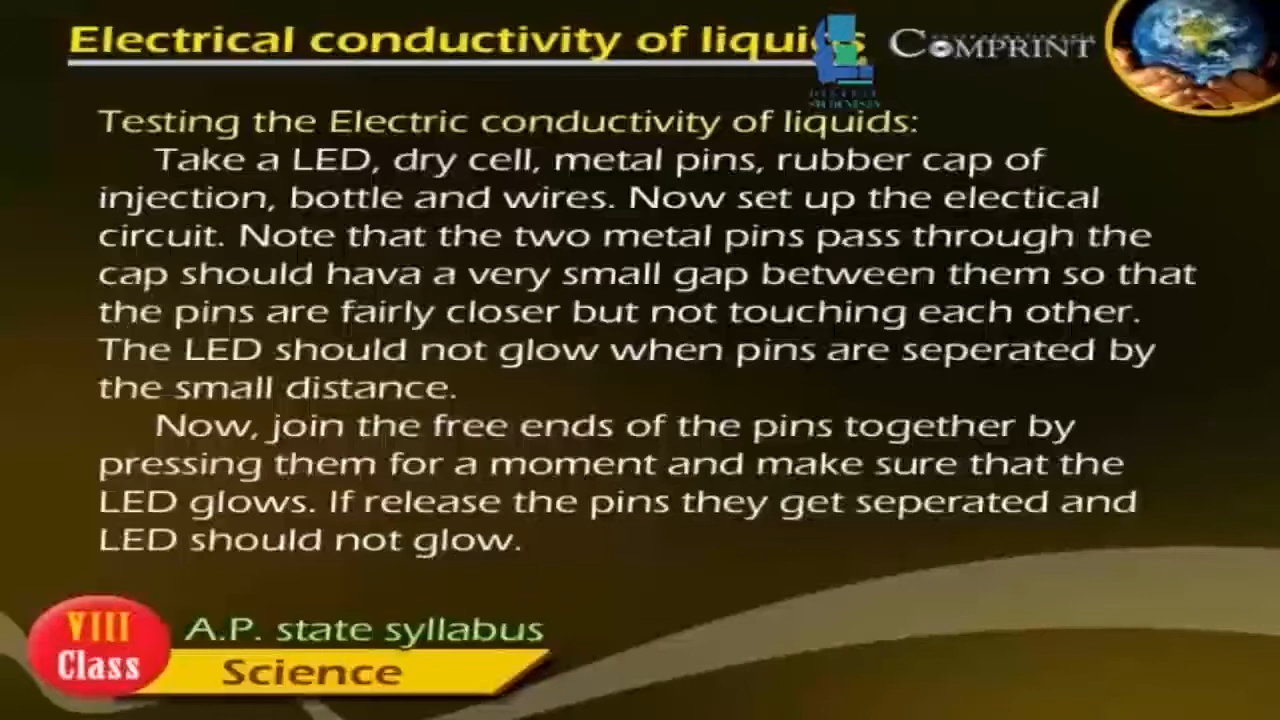 Electrical conductivity of liquids
COMPRINT
Testing the Electric conductivity of liquids:
Take a LED, dry cell, metal pins, rubber cap of
injection, bottle and wires. Now set up the electical
circuit. Note that the two metal pins pass through the
cap should hava a very small gap between them so that
the pins are fairly closer but not touching each other.
The LED should not glow when pins are seperated by
the small distance.
Now, join the free ends of the pins together by
pressing them for a moment and make sure that the
LED glows. If release the pins they get seperated and
LED should not glow.
VIII
Class
A.P. state syllabus
Science